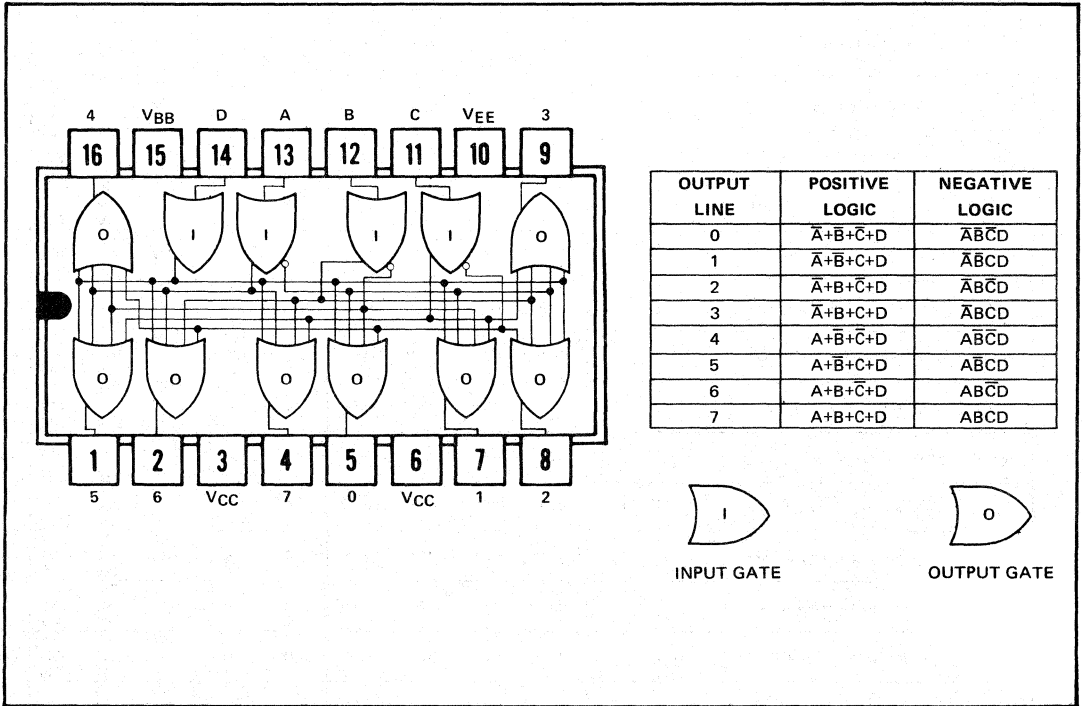 4 VBB D A B C VEE 3
16 15 14 13 12 11 10 9
O I I I I O
O O O O O O
1 2 3 4 5 6 7 8
5 6 VCC 7 0 VCC 1 2
OUTPUT LINE POSITIVE LOGIC NEGATIVE LOGIC
0 A̅+B̅+C̅+D A̅B̅C̅D
1 A̅+B̅+C+D A̅B̅CD
2 A̅+B+C̅+D A̅BC̅D
3 A̅+B+C+D A̅BCD
4 A+B̅+C̅+D AB̅C̅D
5 A+B̅+C+D AB̅CD
6 A+B+C̅+D ABC̅D
7 A+B+C+D ABCD
I O
INPUT GATE OUTPUT GATE